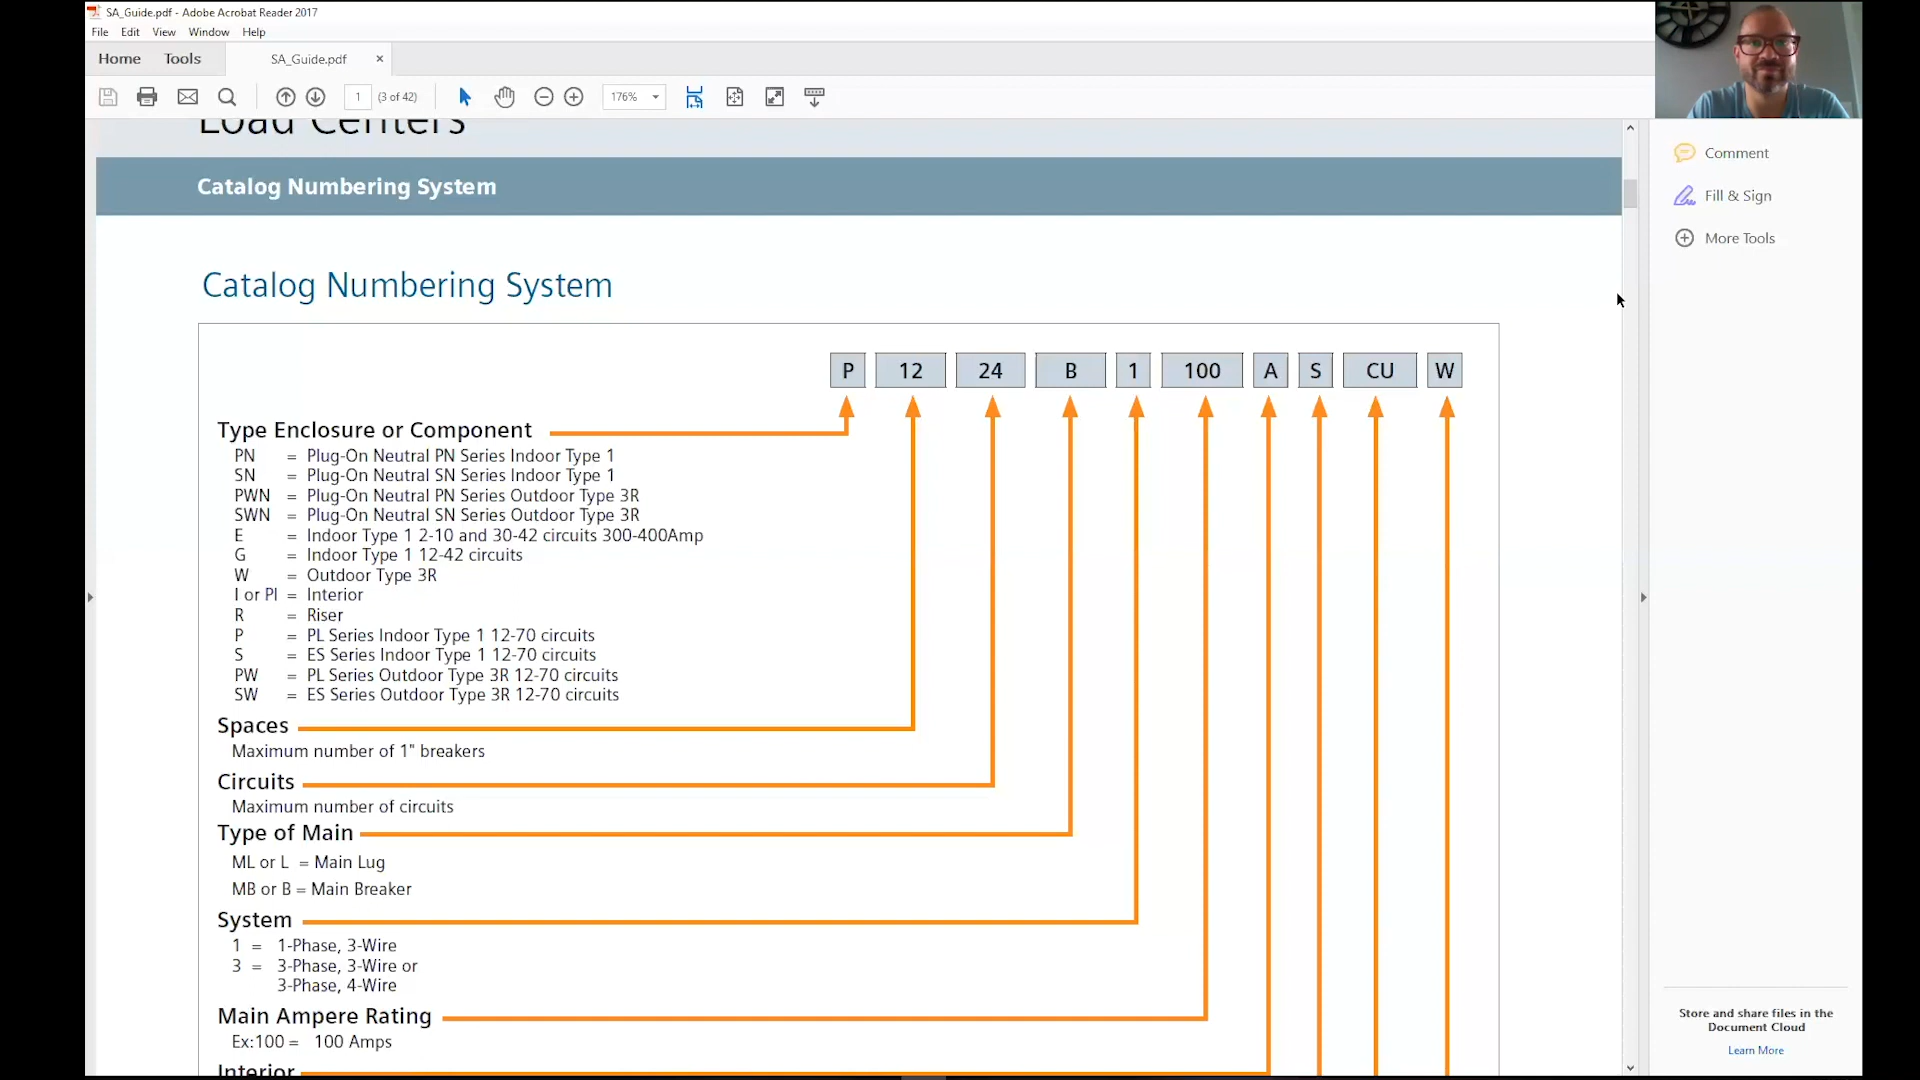 SA_Guide.pdf - Adobe Acrobat Reader 2017
File Edit View Window Help
Home Tools SA_Guide.pdf ×
1 (3 of 42) 176%
Load Centers
Catalog Numbering System
Catalog Numbering System
P 12 24 B 1 100 A S CU W
Type Enclosure or Component
PN = Plug-On Neutral PN Series Indoor Type 1
SN = Plug-On Neutral SN Series Indoor Type 1
PWN = Plug-On Neutral PN Series Outdoor Type 3R
SWN = Plug-On Neutral SN Series Outdoor Type 3R
E = Indoor Type 1 2-10 and 30-42 circuits 300-400Amp
G = Indoor Type 1 12-42 circuits
W = Outdoor Type 3R
I or PI = Interior
R = Riser
P = PL Series Indoor Type 1 12-70 circuits
S = ES Series Indoor Type 1 12-70 circuits
PW = PL Series Outdoor Type 3R 12-70 circuits
SW = ES Series Outdoor Type 3R 12-70 circuits
Spaces
Maximum number of 1" breakers
Circuits
Maximum number of circuits
Type of Main
ML or L = Main Lug
MB or B = Main Breaker
System
1 = 1-Phase, 3-Wire
3 = 3-Phase, 3-Wire or
3-Phase, 4-Wire
Main Ampere Rating
Ex:100 = 100 Amps
Interior
Comment
Fill & Sign
More Tools
Store and share files in the
Document Cloud
Learn More